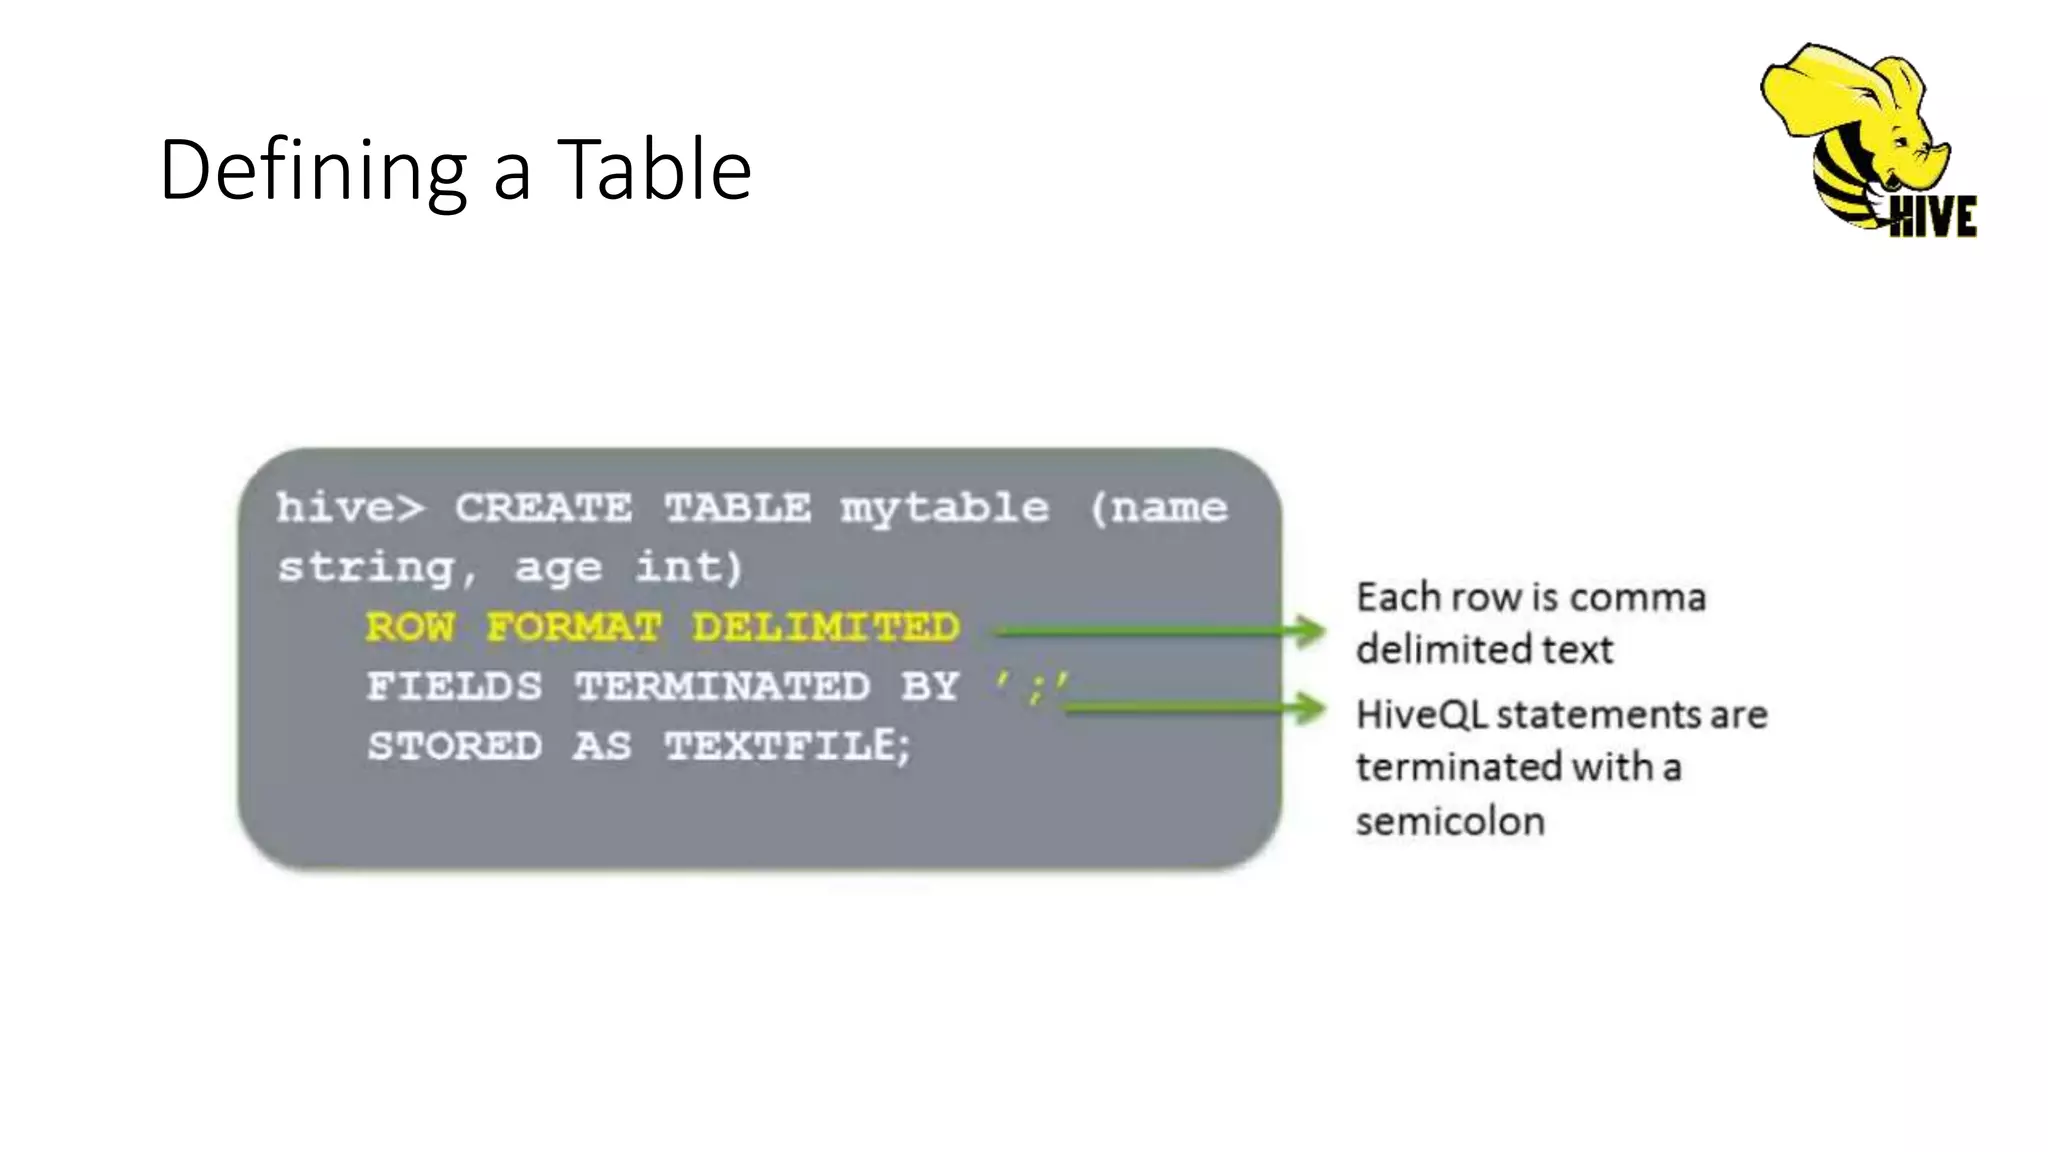 Defining a Table
HIVE
hive> CREATE TABLE mytable (name
string, age int)
ROW FORMAT DELIMITED
FIELDS TERMINATED BY ’;’
STORED AS TEXTFILE;
Each row is comma
delimited text
HiveQL statements are
terminated with a
semicolon